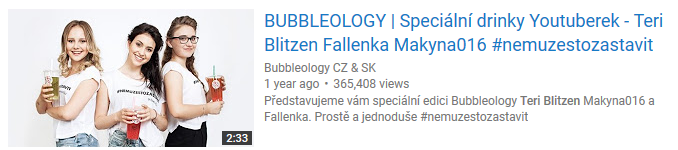 BUBBLEOLOGY | Speciální drinky Youtuberek - Teri
Blitzen Fallenka Makyna016 #nemuzestozastavit
Bubbleology CZ & SK
1 year ago • 365,408 views
Představujeme vám speciální edici Bubbleology Teri Blitzen Makyna016 a
Fallenka. Prostě a jednoduše #nemuzestozastavit
2:33